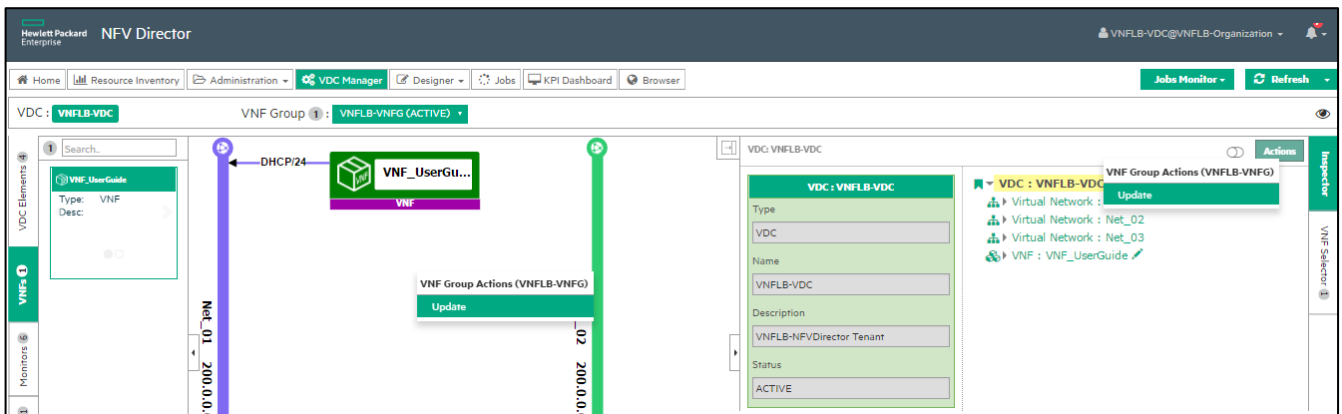 Hewlett Packard
Enterprise
NFV Director
VNFLB-VDC@VNFLB-Organization
Home
Resource Inventory
Administration
VDC Manager
Designer
Jobs
KPI Dashboard
Browser
Jobs Monitor
Refresh
VDC : VNFLB-VDC
VNF Group 1 : VNFLB-VNFG (ACTIVE)
VDC Elements 4
VNFs 1
Monitors 6
1 Search..
VNF_UserGuide
Type: VNF
Desc:
DHCP/24
VNF
VNF_UserGu...
VNF
Net_01 200.0.0.
_02 200.0.0.
VNF Group Actions (VNFLB-VNFG)
Update
VDC: VNFLB-VDC
Actions
VDC : VNFLB-VDC
Type
VDC
Name
VNFLB-VDC
Description
VNFLB-NFVDirector Tenant
Status
ACTIVE
VDC : VNFLB-VDC
Virtual Network :
Virtual Network : Net_02
Virtual Network : Net_03
VNF : VNF_UserGuide
VNF Group Actions (VNFLB-VNFG)
Update
Inspector
VNF Selector 1